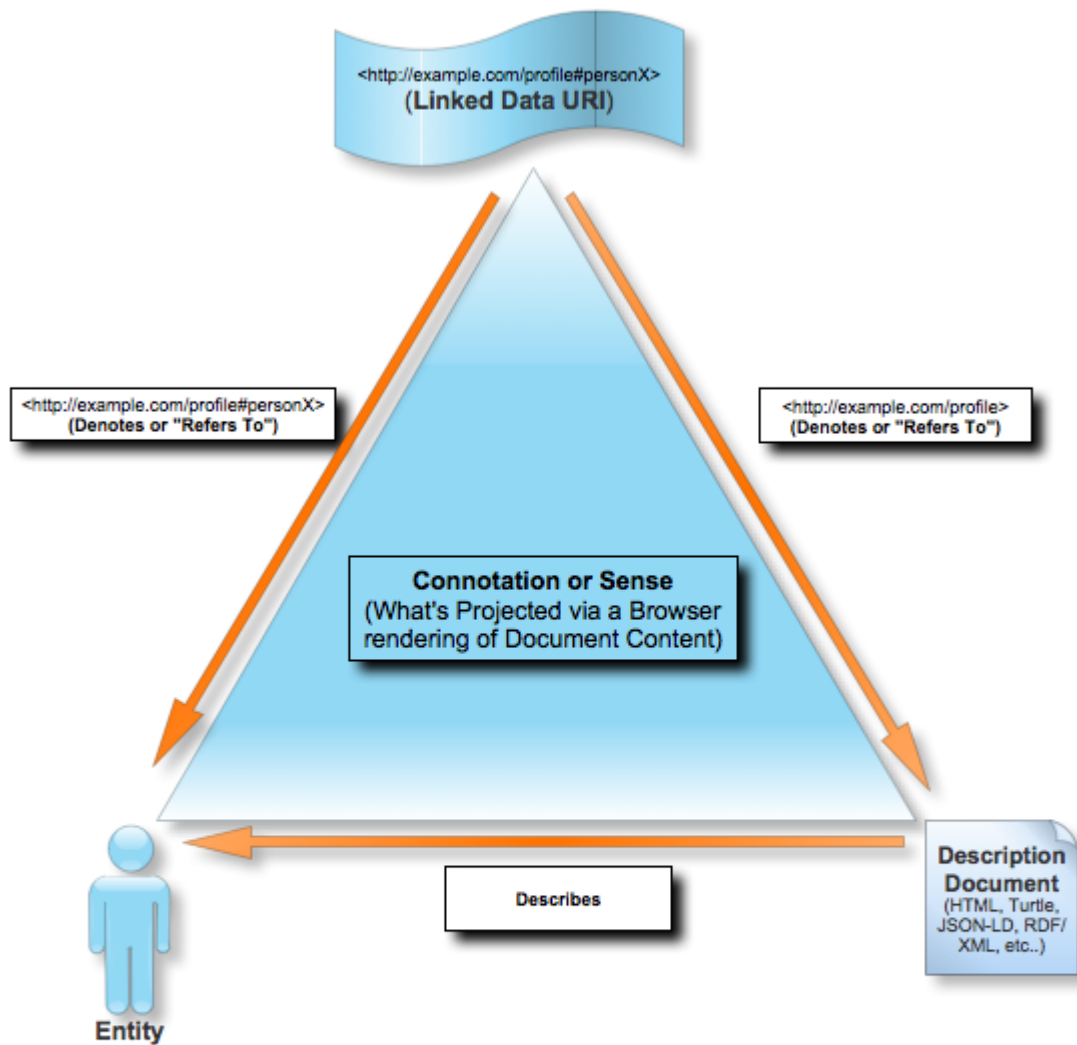 <http://example.com/profile#personX>
(Linked Data URI)
<http://example.com/profile#personX>
(Denotes or "Refers To")
<http://example.com/profile>
(Denotes or "Refers To")
Connotation or Sense
(What's Projected via a Browser
rendering of Document Content)
Describes
Description
Document
(HTML, Turtle,
JSON-LD, RDF/
XML, etc..)
Entity